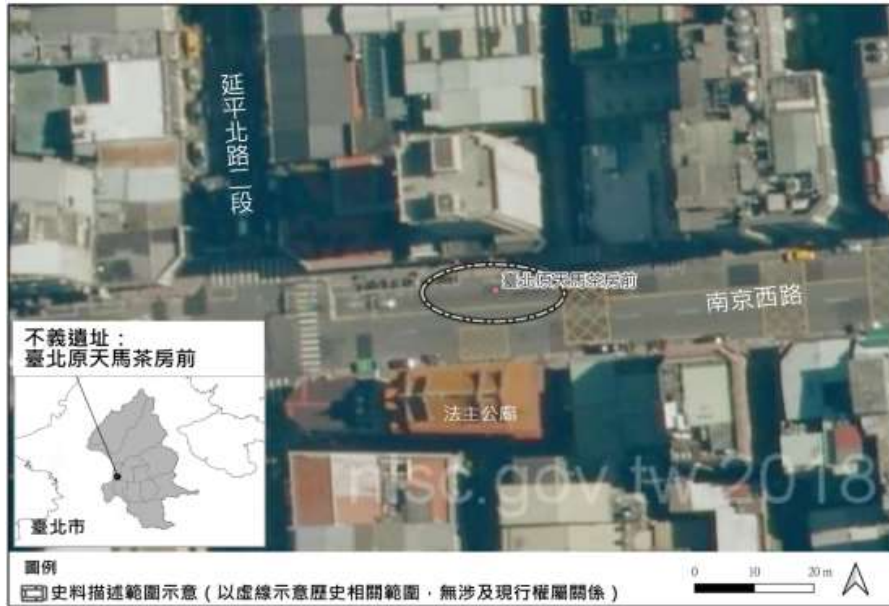 延平北路二段
臺北原天馬茶房前
南京西路
不義遺址：
臺北原天馬茶房前
法主公廟
nlsc.gov.tw 2018
臺北市
圖例
史料描述範圍示意（以虛線示意歷史相關範圍，無涉及現行權屬關係）
0 10 20 m